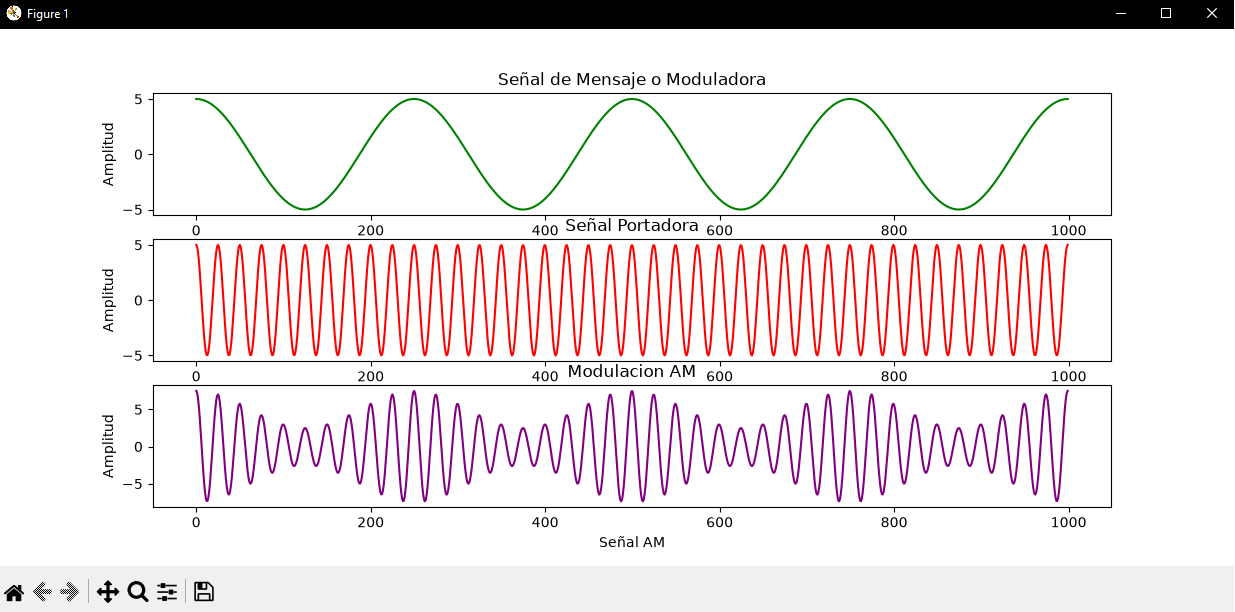 Figure 1
Señal de Mensaje o Moduladora
Amplitud
5
0
−5
0 200 400 600 800 1000
Señal Portadora
Amplitud
5
0
−5
0 200 400 600 800 1000
Modulacion AM
Amplitud
5
0
−5
0 200 400 600 800 1000
Señal AM